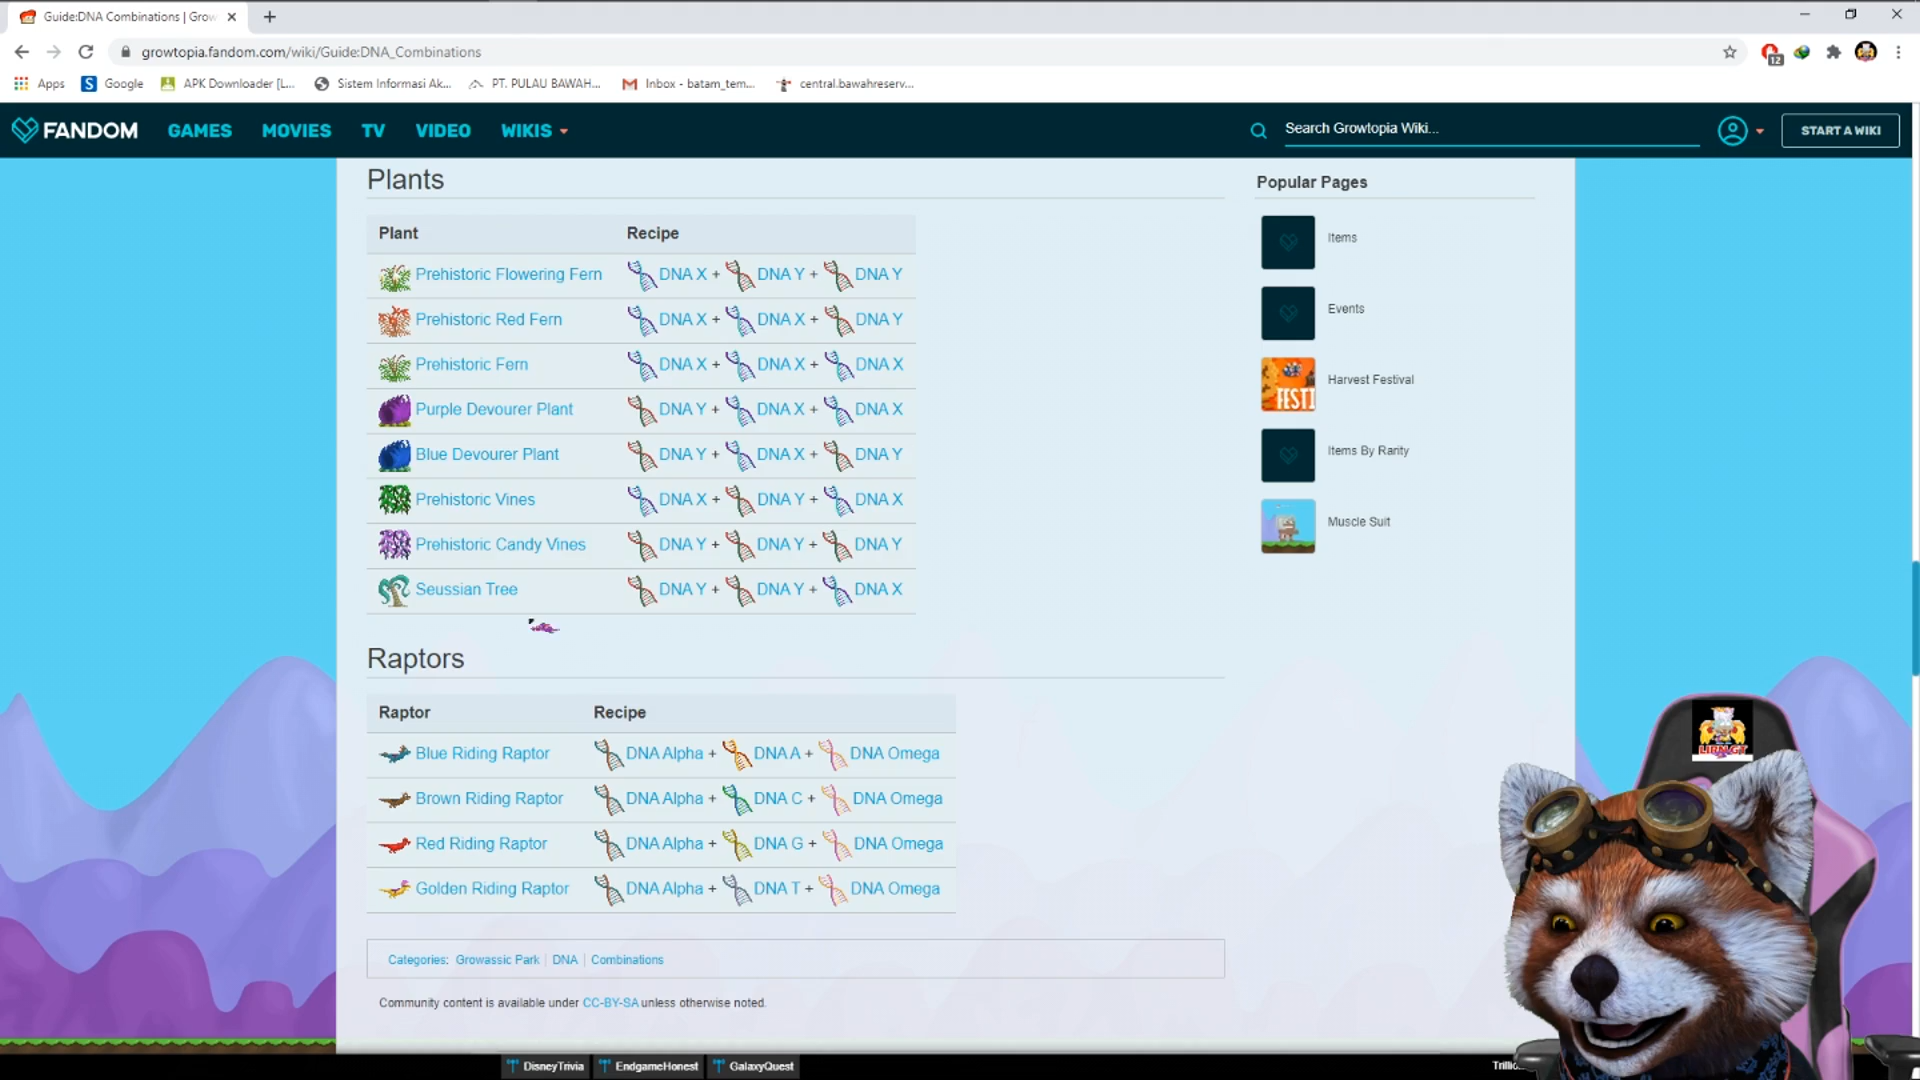 Guide:DNA Combinations | Grow
growtopia.fandom.com/wiki/Guide:DNA_Combinations
12
Apps
S Google
APK Downloader [L...
Sistem Informasi Ak...
PT. PULAU BAWAH...
Inbox - batam_tem...
central.bawahreserv...
FANDOM
GAMES
MOVIES
TV
VIDEO
WIKIS
Search Growtopia Wiki...
START A WIKI
Plants
Plant Recipe
Prehistoric Flowering Fern DNA X + DNA Y + DNA Y
Prehistoric Red Fern DNA X + DNA X + DNA Y
Prehistoric Fern DNA X + DNA X + DNA X
Purple Devourer Plant DNA Y + DNA X + DNA X
Blue Devourer Plant DNA Y + DNA X + DNA Y
Prehistoric Vines DNA X + DNA Y + DNA X
Prehistoric Candy Vines DNA Y + DNA Y + DNA Y
Seussian Tree DNA Y + DNA Y + DNA X
Raptors
Raptor Recipe
Blue Riding Raptor DNA Alpha + DNA A + DNA Omega
Brown Riding Raptor DNA Alpha + DNA C + DNA Omega
Red Riding Raptor DNA Alpha + DNA G + DNA Omega
Golden Riding Raptor DNA Alpha + DNA T + DNA Omega
Categories: Growassic Park | DNA | Combinations
Community content is available under CC-BY-SA unless otherwise noted.
Popular Pages
Items
Events
FESTI
Harvest Festival
Items By Rarity
Muscle Suit
DisneyTrivia
EndgameHonest
GalaxyQuest